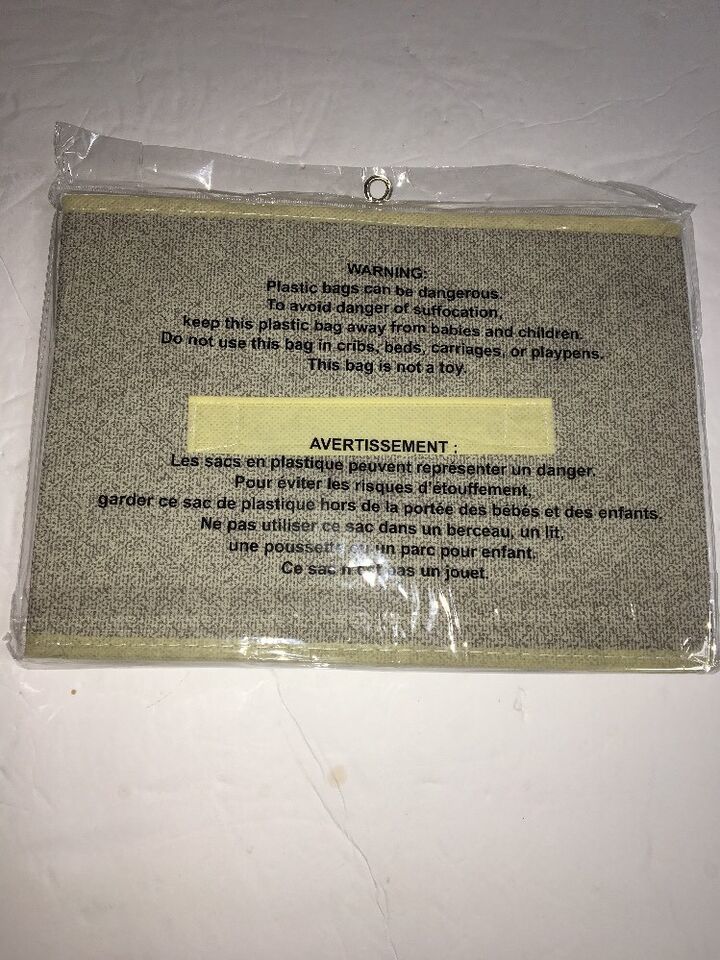 WARNING:
Plastic bags can be dangerous.
To avoid danger of suffocation,
keep this plastic bag away from babies and children.
Do not use this bag in cribs, beds, carriages, or playpens.
This bag is not a toy.
AVERTISSEMENT :
Les sacs en plastique peuvent représenter un danger.
Pour éviter les risques d'étouffement,
garder ce sac de plastique hors de la portée des bébés et des enfants.
Ne pas utiliser ce sac dans un berceau, un lit,
une poussette ou un parc pour enfant.
Ce sac n'est pas un jouet.